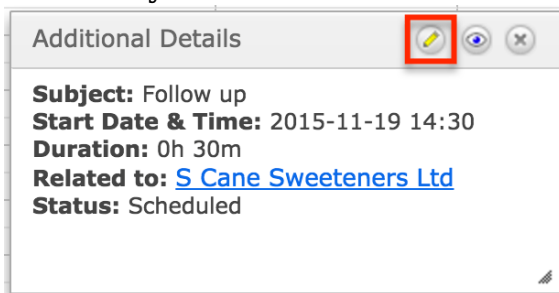 Additional Details
Subject: Follow up
Start Date & Time: 2015-11-19 14:30
Duration: 0h 30m
Related to: S Cane Sweeteners Ltd
Status: Scheduled